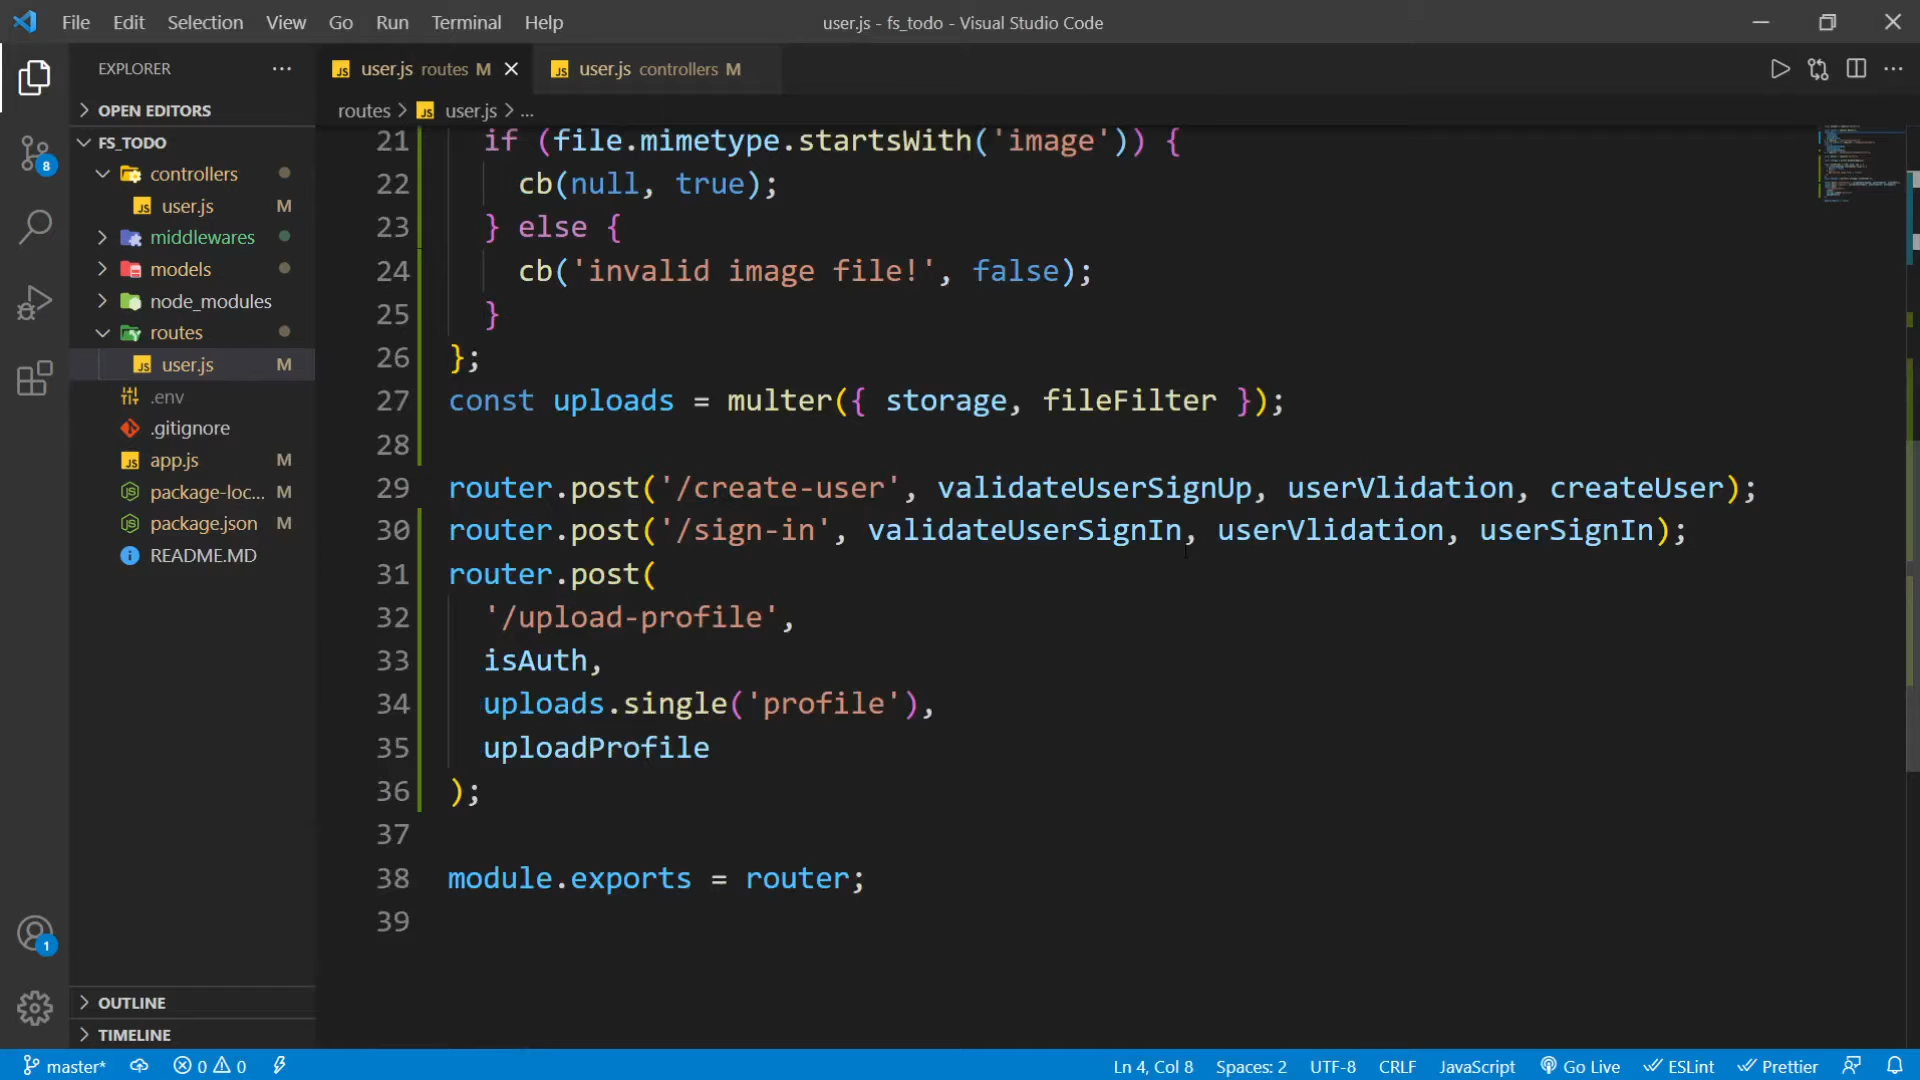 File Edit Selection View Go Run Terminal Help
user.js - fs_todo - Visual Studio Code
EXPLORER
OPEN EDITORS
FS_TODO
controllers
user.js M
middlewares
models
node_modules
routes
user.js M
.env
.gitignore
app.js M
package-loc... M
package.json M
README.MD
OUTLINE
TIMELINE
8
1
user.js routes M
user.js controllers M
routes > user.js > ...
21 if (file.mimetype.startsWith('image')) {
22 cb(null, true);
23 } else {
24 cb('invalid image file!', false);
25 }
26 };
27 const uploads = multer({ storage, fileFilter });
28
29 router.post('/create-user', validateUserSignUp, userVlidation, createUser);
30 router.post('/sign-in', validateUserSignIn, userVlidation, userSignIn);
31 router.post(
32 '/upload-profile',
33 isAuth,
34 uploads.single('profile'),
35 uploadProfile
36 );
37
38 module.exports = router;
39
master* 0 0 Ln 4, Col 8 Spaces: 2 UTF-8 CRLF JavaScript Go Live ESLint Prettier